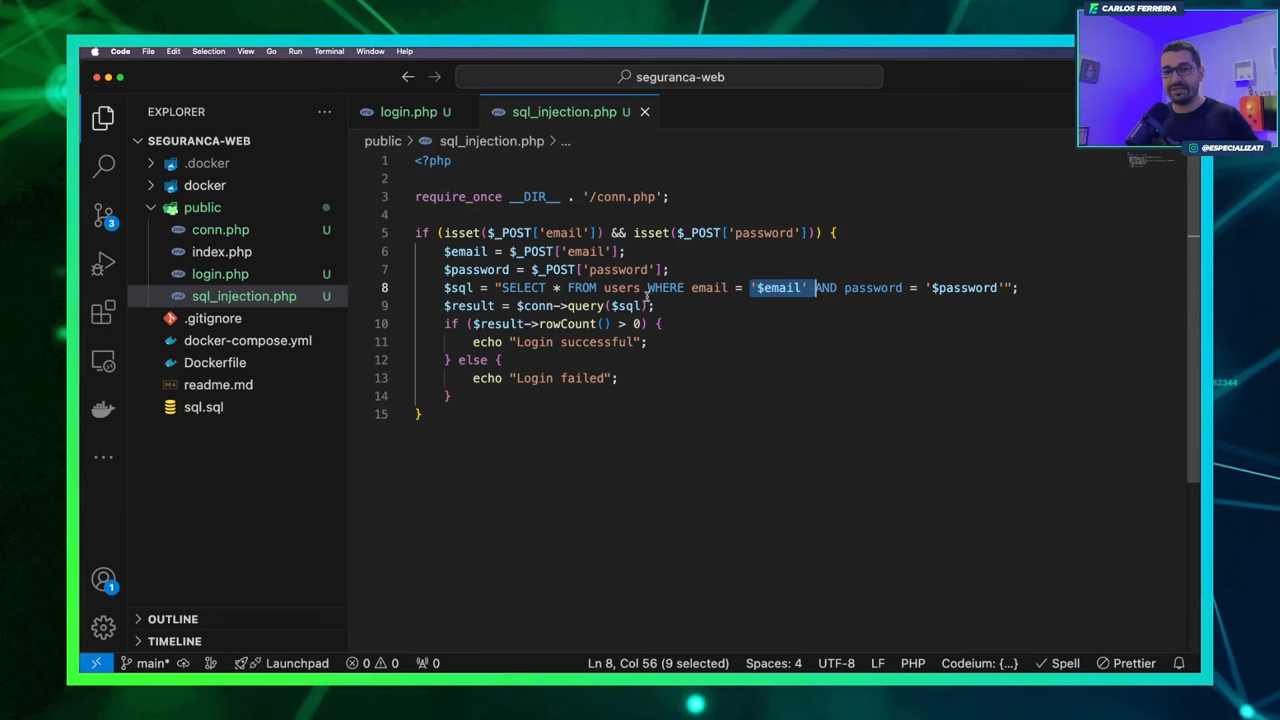 CARLOS FERREIRA
@ESPECIALIZATI
Code File Edit Selection View Go Run Terminal Window Help
seguranca-web
EXPLORER
SEGURANCA-WEB
.docker
docker
public
conn.php U
index.php
login.php U
sql_injection.php U
.gitignore
docker-compose.yml
Dockerfile
readme.md
sql.sql
OUTLINE
TIMELINE
3
1
login.php U
sql_injection.php U
public > sql_injection.php > ...
1 <?php
2
3 require_once __DIR__ . '/conn.php';
4
5 if (isset($_POST['email']) && isset($_POST['password'])) {
6 $email = $_POST['email'];
7 $password = $_POST['password'];
8 $sql = "SELECT * FROM users WHERE email = '$email' AND password = '$password'";
9 $result = $conn->query($sql);
10 if ($result->rowCount() > 0) {
11 echo "Login successful";
12 } else {
13 echo "Login failed";
14 }
15 }
main* Launchpad 0 0 0 Ln 8, Col 56 (9 selected) Spaces: 4 UTF-8 LF PHP Codeium: {...} Spell Prettier